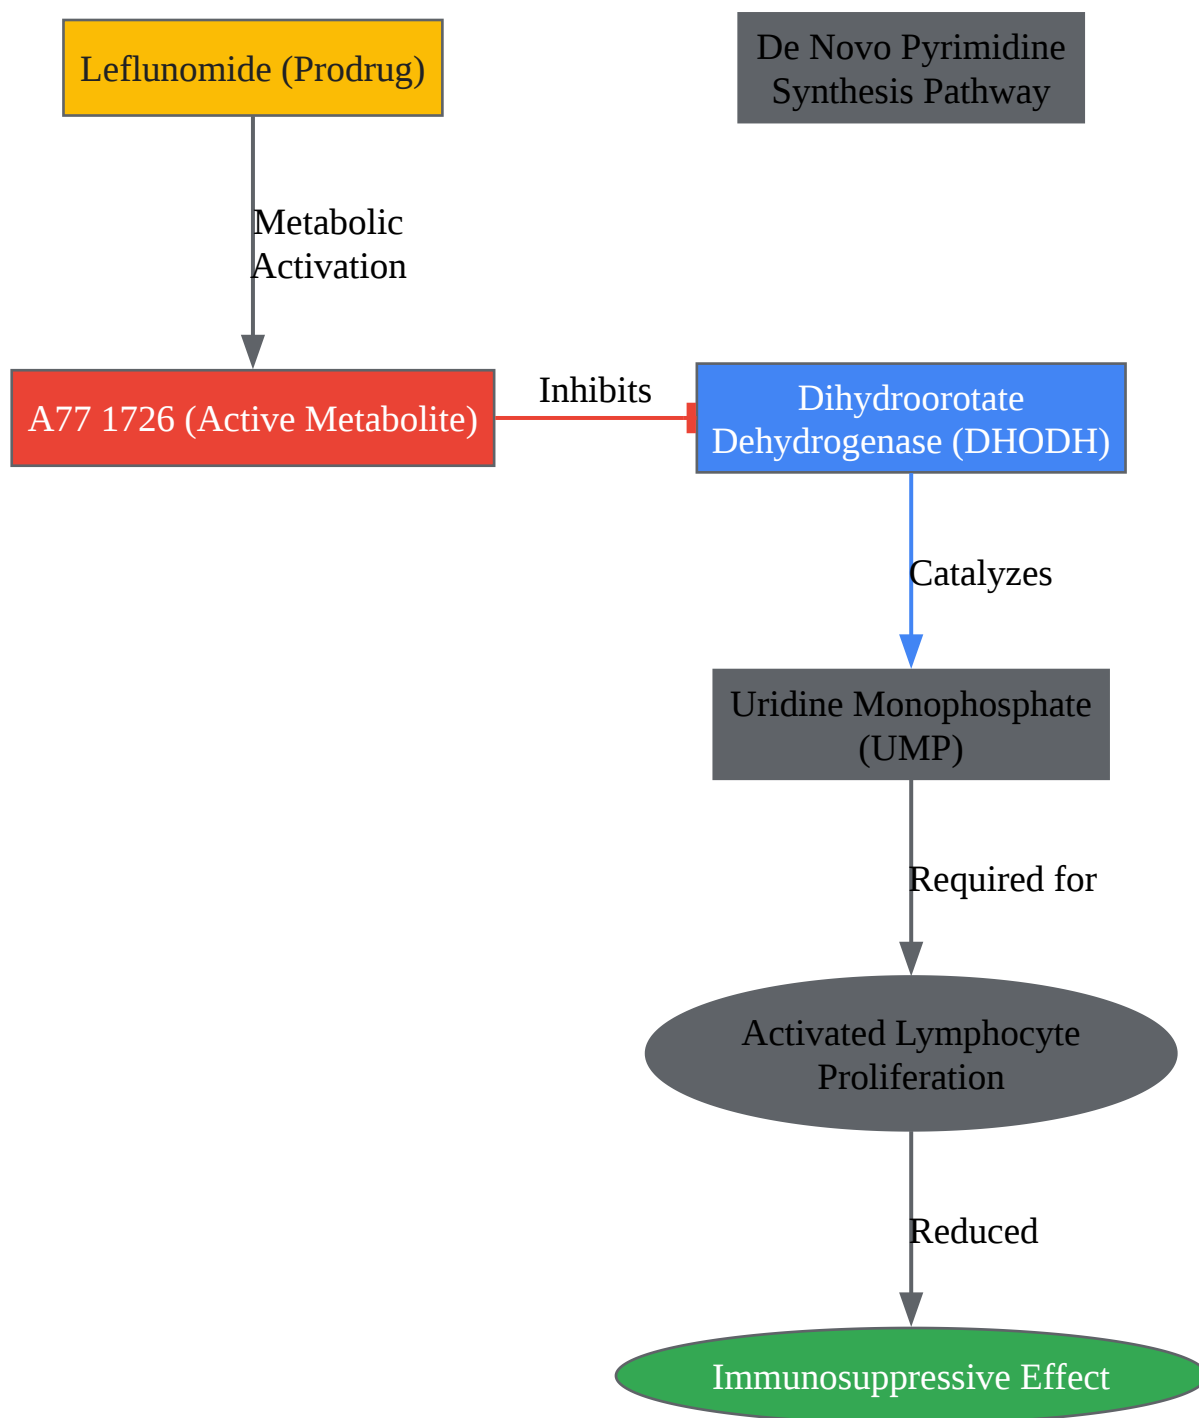 Leflunomide (Prodrug)
De Novo Pyrimidine
Synthesis Pathway
Metabolic
Activation
A77 1726 (Active Metabolite)
Inhibits
Dihydroorotate
Dehydrogenase (DHODH)
Catalyzes
Uridine Monophosphate
(UMP)
Required for
Activated Lymphocyte
Proliferation
Reduced
Immunosuppressive Effect